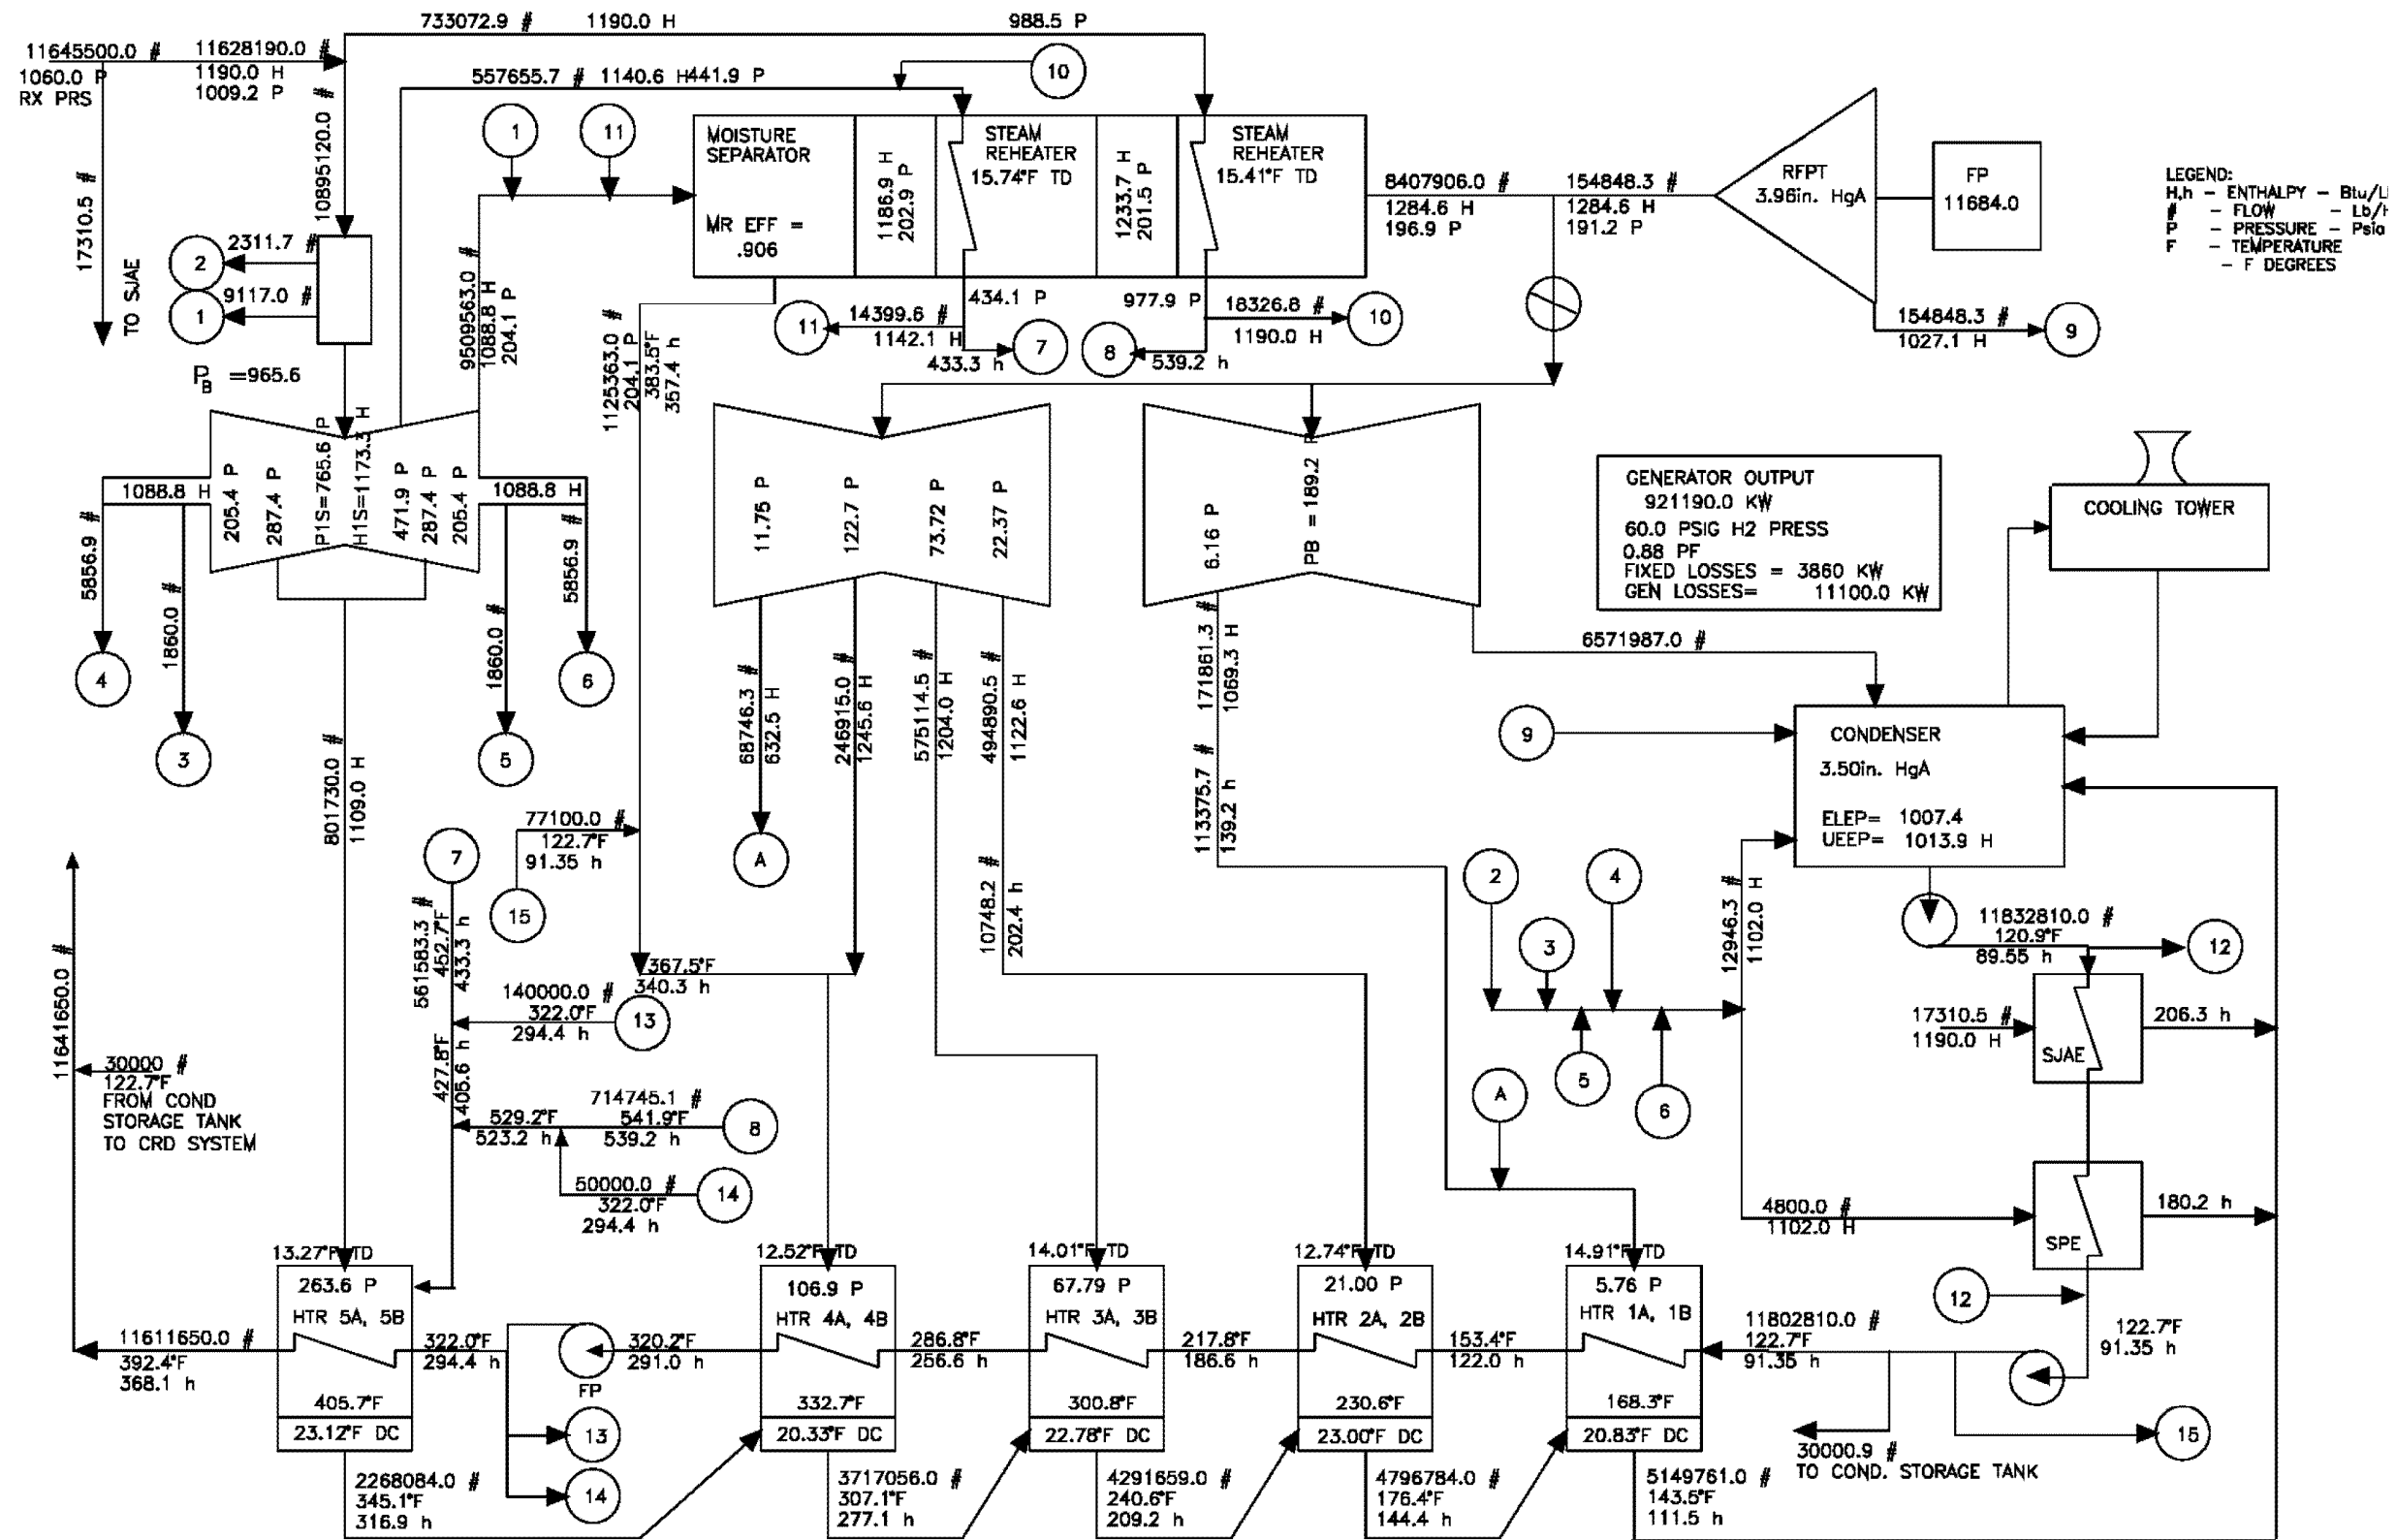 733072.9 # 1190.0 H 988.5 P
11645500.0 # 11628190.0 #
1060.0 P 1190.0 H
RX PRS 1009.2 P
557655.7 # 1140.6 H 441.9 P
10
17310.5 #
TO SJAE
10895120.0 #
1
11
MOISTURE
SEPARATOR
MR EFF =
.906
1186.9 H
202.9 P
STEAM
REHEATER
15.74°F TD
1233.7 H
201.5 P
STEAM
REHEATER
15.41°F TD
8407906.0 #
1284.6 H
196.9 P
154848.3 #
1284.6 H
191.2 P
RFPT
3.96in. HgA
FP
11684.0
LEGEND:
H,h – ENTHALPY – Btu/L
# – FLOW – Lb/
P – PRESSURE – Psia
F – TEMPERATURE
– F DEGREES
2
2311.7 #
1
9117.0 #
9509563.0 #
1088.8 H
204.1 P
1125363.0 #
204.1 P
383.5°F
357.4 h
434.1 P
11
14399.6 #
1142.1 H
7
433.3 h
977.9 P
18326.8 #
1190.0 H
10
8
539.2 h
154848.3 #
1027.1 H
9
PB =965.6
1088.8 H
205.4 P
287.4 P
P1S=765.6 P
H1S=1173.3 H
471.9 P
287.4 P
205.4 P
1088.8 H
5856.9 #
1860.0 #
1860.0 #
5856.9 #
4
3
5
6
11.75 P
122.7 P
73.72 P
22.37 P
6.16 P
PB = 189.2 P
GENERATOR OUTPUT
921190.0 KW
60.0 PSIG H2 PRESS
0.88 PF
FIXED LOSSES = 3860 KW
GEN LOSSES= 11100.0 KW
COOLING TOWER
6571987.0 #
801730.0 #
1109.0 H
68746.3 #
632.5 H
246915.0 #
1245.6 H
575114.5 #
1204.0 H
494890.5 #
1122.6 H
171861.3 #
1069.3 H
113375.7 #
139.2 h
9
CONDENSER
3.50in. HgA
ELEP= 1007.4
UEEP= 1013.9 H
77100.0 #
122.7°F
91.35 h
15
A
7
561583.3 #
452.7°F
433.3 h
10748.2 #
202.4 h
2
3
4
5
6
12946.3 #
1102.0 H
11832810.0 #
120.9°F
89.55 h
12
367.5°F
340.3 h
140000.0 #
322.0°F
294.4 h
13
17310.5 #
1190.0 H
SJAE
206.3 h
11641650.0 #
30000 #
122.7°F
FROM COND
STORAGE TANK
TO CRD SYSTEM
427.8°F
405.6 h
714745.1 #
529.2°F 541.9°F
523.2 h 539.2 h
8
A
50000.0 #
322.0°F
294.4 h
14
4800.0 #
1102.0 H
SPE
180.2 h
13.27°F TD
263.6 P
HTR 5A, 5B
405.7°F
23.12°F DC
12.52°F TD
106.9 P
HTR 4A, 4B
332.7°F
20.33°F DC
14.01°F TD
67.79 P
HTR 3A, 3B
300.8°F
22.78°F DC
12.74°F TD
21.00 P
HTR 2A, 2B
230.6°F
23.00°F DC
14.91°F TD
5.76 P
HTR 1A, 1B
168.3°F
20.83°F DC
12
11611650.0 #
392.4°F
368.1 h
322.0°F
294.4 h
FP
320.2°F
291.0 h
286.8°F
256.6 h
217.8°F
186.6 h
153.4°F
122.0 h
11802810.0 #
122.7°F
91.35 h
122.7°F
91.35 h
13
14
15
30000.9 #
TO COND. STORAGE TANK
2268084.0 #
345.1°F
316.9 h
3717056.0 #
307.1°F
277.1 h
4291659.0 #
240.6°F
209.2 h
4796784.0 #
176.4°F
144.4 h
5149761.0 #
143.5°F
111.5 h